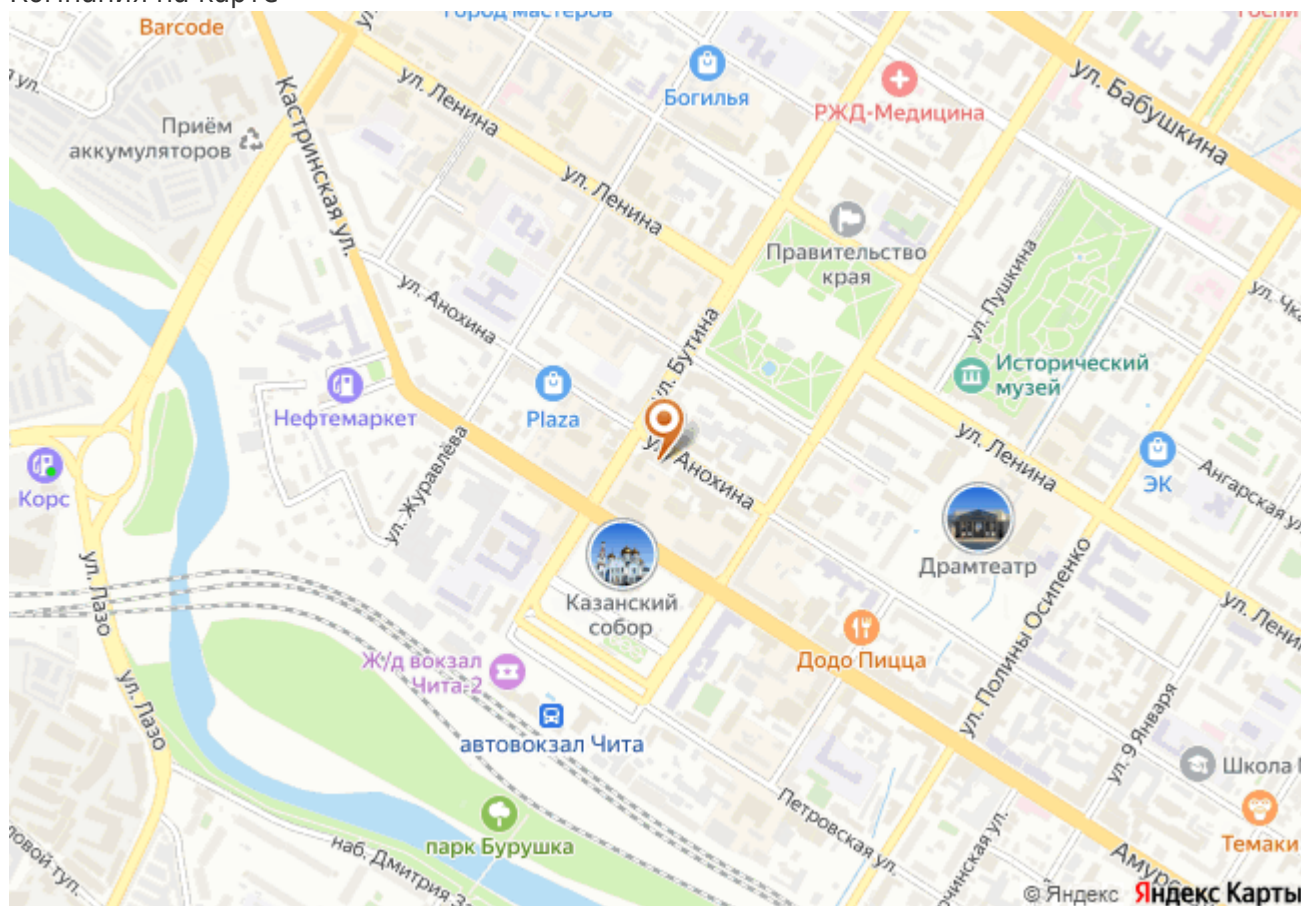 Компания на карте
Barcode
Город мастеров
Богилья
РЖД-Медицина
ул. Бабушкина
ул.
Приём
аккумуляторов
Кастринская ул.
ул. Ленина
ул. Ленина
Правительство
края
ул. Пушкина
ул. Анохина
ул. Бутина
Исторический
музей
Нефтемаркет
Plaza
ул. Анохина
ул. Ленина
ЭК
Ангарская ул.
Корс
ул. Журавлёва
Драмтеатр
ул. Лазо
Казанский
собор
Додо Пицца
ул. Полины Осипенко
Ж/д вокзал
Чита-2
ул. Лазо
автовокзал Чита
ул. 9 Января
Школа
Петровская ул.
парк Бурушка
Темаки
наб. Дмитрия
© Яндекс Яндекс Карты